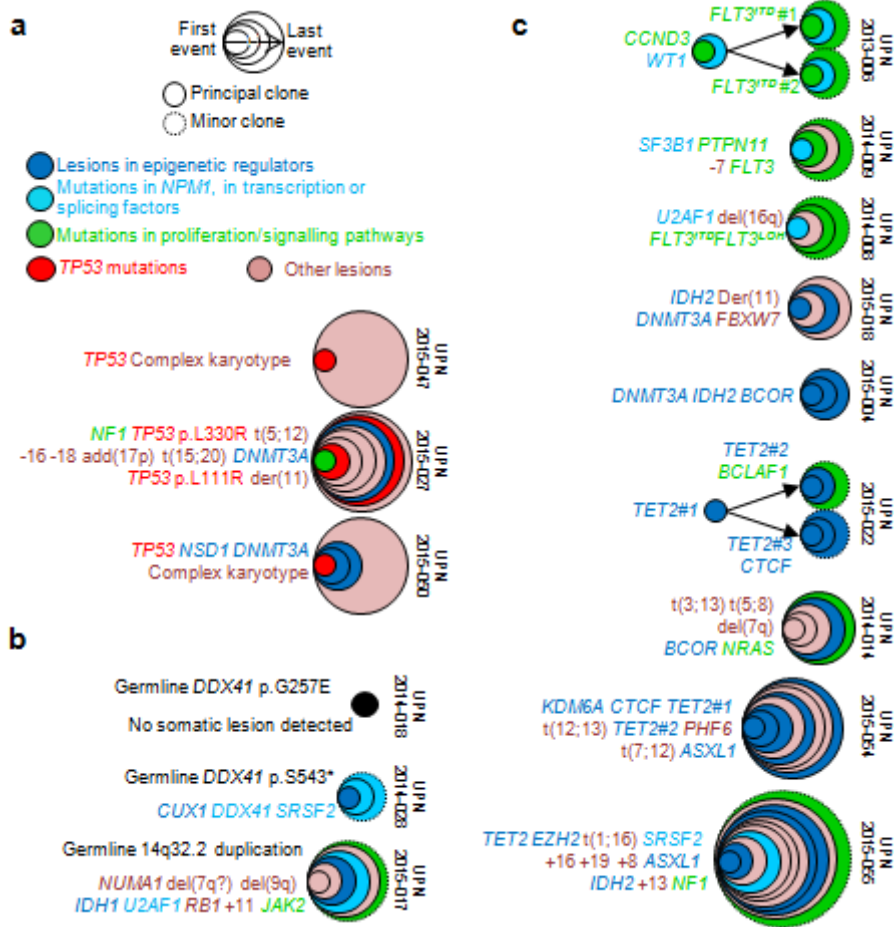 a
First event
Last event
Principal clone
Minor clone
Lesions in epigenetic regulators
Mutations in NPM1, in transcription or
splicing factors
Mutations in proliferation/signalling pathways
TP53 mutations
Other lesions
TP53 Complex karyotype
UPN
2015-047
NF1 TP53 p.L330R t(5;12)
-16 -18 add(17p) t(15;20) DNMT3A
TP53 p.L111R der(11)
UPN
2015-027
TP53 NSD1 DNMT3A
Complex karyotype
UPN
2015-050
b
Germline DDX41 p.G257E
No somatic lesion detected
UPN
2014-018
Germline DDX41 p.S543*
CUX1 DDX41 SRSF2
UPN
2014-028
Germline 14q32.2 duplication
NUMA1 del(7q?) del(9q)
IDH1 U2AF1 RB1 +11 JAK2
UPN
2015-017
c
CCND3
WT1
FLT3ITD #1
FLT3ITD #2
UPN
2013-006
SF3B1 PTPN11
-7 FLT3
UPN
2014-009
U2AF1 del(16q)
FLT3ITD FLT3LOH
UPN
2014-008
IDH2 Der(11)
DNMT3A FBXW7
UPN
2015-018
DNMT3A IDH2 BCOR
UPN
2015-004
TET2#1
TET2#2
BCLAF1
TET2#3
CTCF
UPN
2015-022
t(3;13) t(5;8)
del(7q)
BCOR NRAS
UPN
2014-014
KDM6A CTCF TET2#1
t(12;13) TET2#2 PHF6
t(7;12) ASXL1
UPN
2015-054
TET2 EZH2 t(1;16) SRSF2
+16 +19 +8 ASXL1
IDH2 +13 NF1
UPN
2015-055